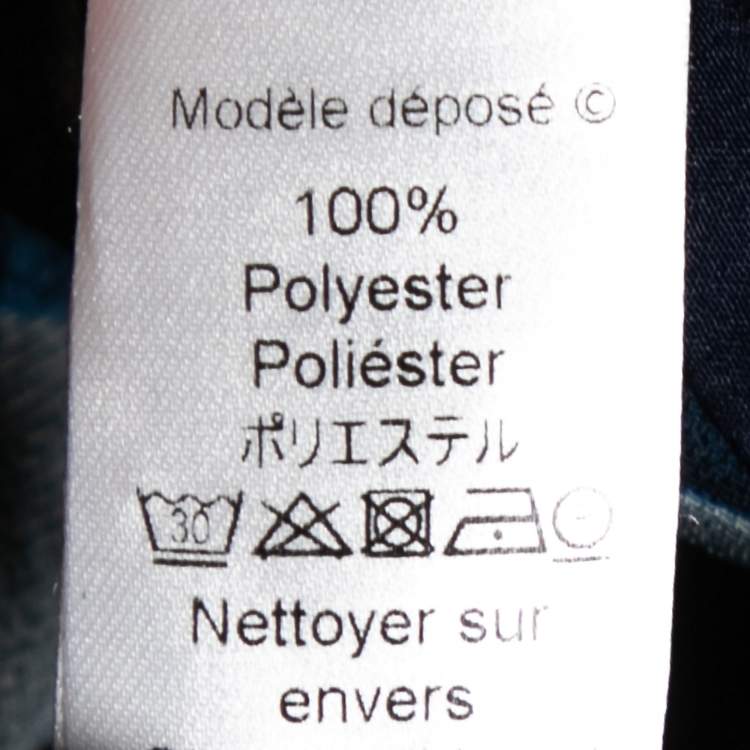 Modèle déposé ©
100%
Polyester
Poliéster
ポリエステル
30
Nettoyer sur
envers